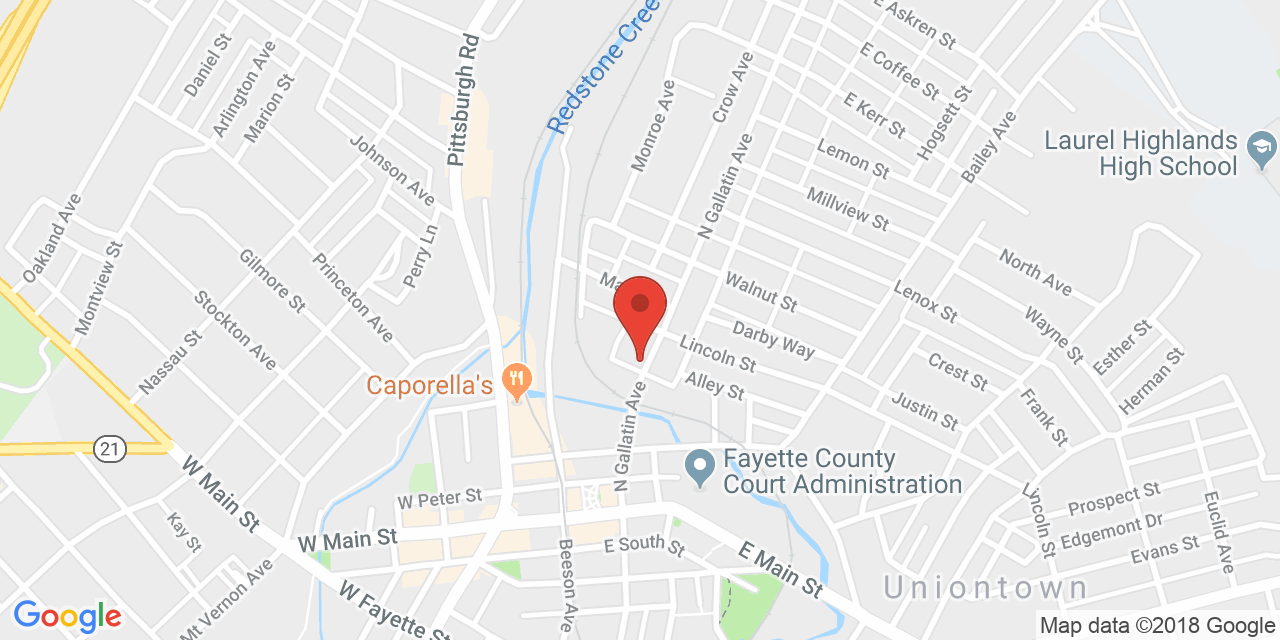 E Askren St
Daniel St
Arlington Ave
Marion St
Pittsburgh Rd
Redstone Cree
Monroe Ave
Crow Ave
E Coffee St
E Kerr St
Hogsett St
Bailey Ave
Laurel Highlands
High School
Johnson Ave
Lemon St
N Gallatin Ave
Millview St
Oakland Ave
Montview St
Perry Ln
Gilmore St
Princeton Ave
Stockton Ave
North Ave
Walnut St
Lenox St
Wayne St
Ma
Darby Way
Lincoln St
Nassau St
Esther St
Herman St
Crest St
Caporella's
Alley St
Justin St
Frank St
21
N Gallatin Ave
Fayette County
Court Administration
W Main St
W Peter St
Lincoln St
Prospect St
Euclid Ave
Kay St
W Main St
Edgemont Dr
E South St
Evans St
Beeson Ave
E Main St
Mt Vernon Ave
W Fayette St
Uniontown
Google
Map data ©2018 Google